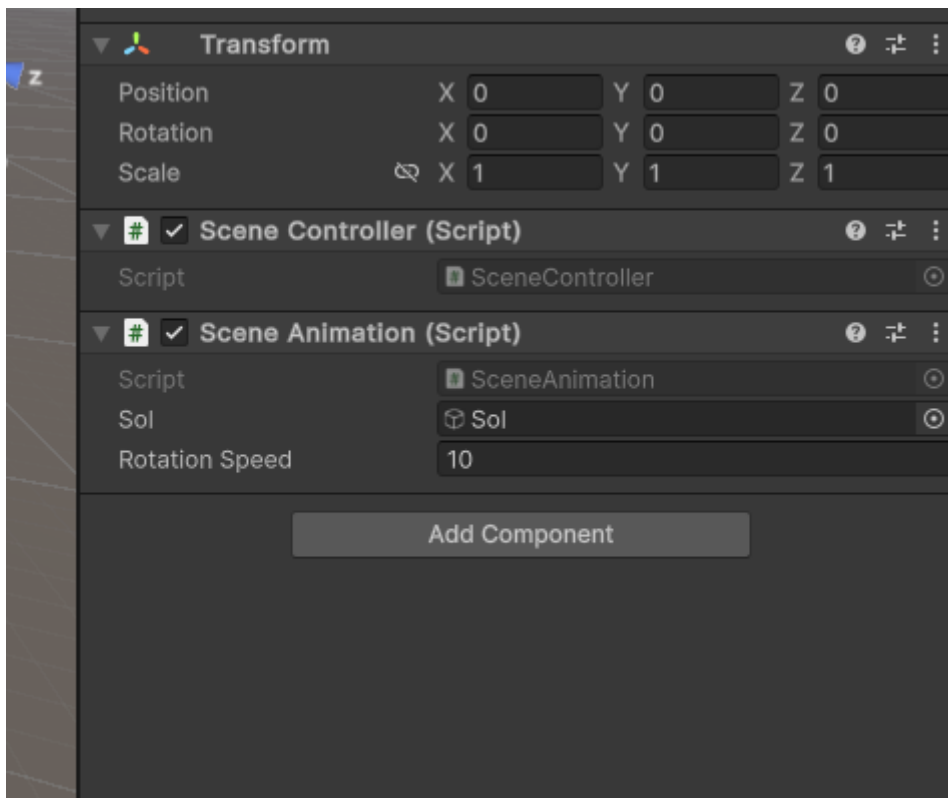 z
Transform
Position X 0 Y 0 Z 0
Rotation X 0 Y 0 Z 0
Scale X 1 Y 1 Z 1
# Scene Controller (Script)
Script # SceneController
# Scene Animation (Script)
Script # SceneAnimation
Sol Sol
Rotation Speed 10
Add Component